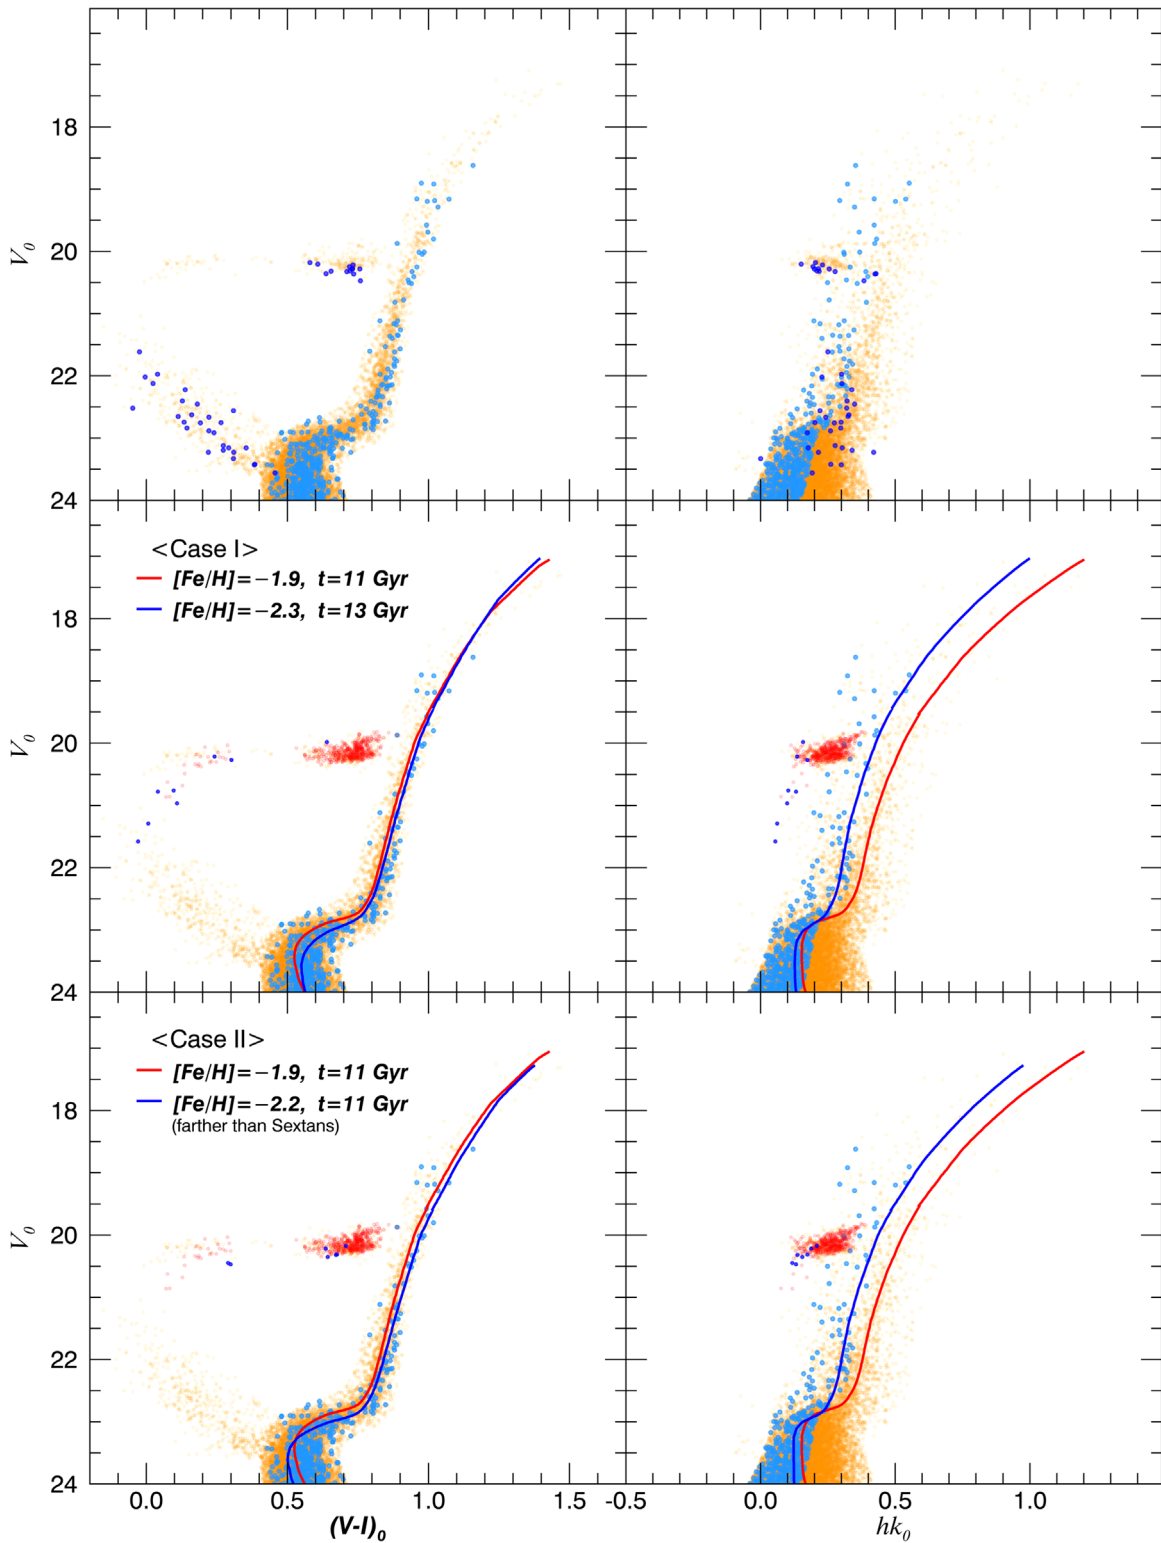 18
20
22
24
V₀
<Case I>
[Fe/H]=−1.9, t=11 Gyr
[Fe/H]=−2.3, t=13 Gyr
18
20
22
24
V₀
<Case II>
[Fe/H]=−1.9, t=11 Gyr
[Fe/H]=−2.2, t=11 Gyr
(farther than Sextans)
18
20
22
24
V₀
0.0 0.5 1.0 1.5 -0.5 0.0 0.5 1.0
(V-I)₀ hk₀